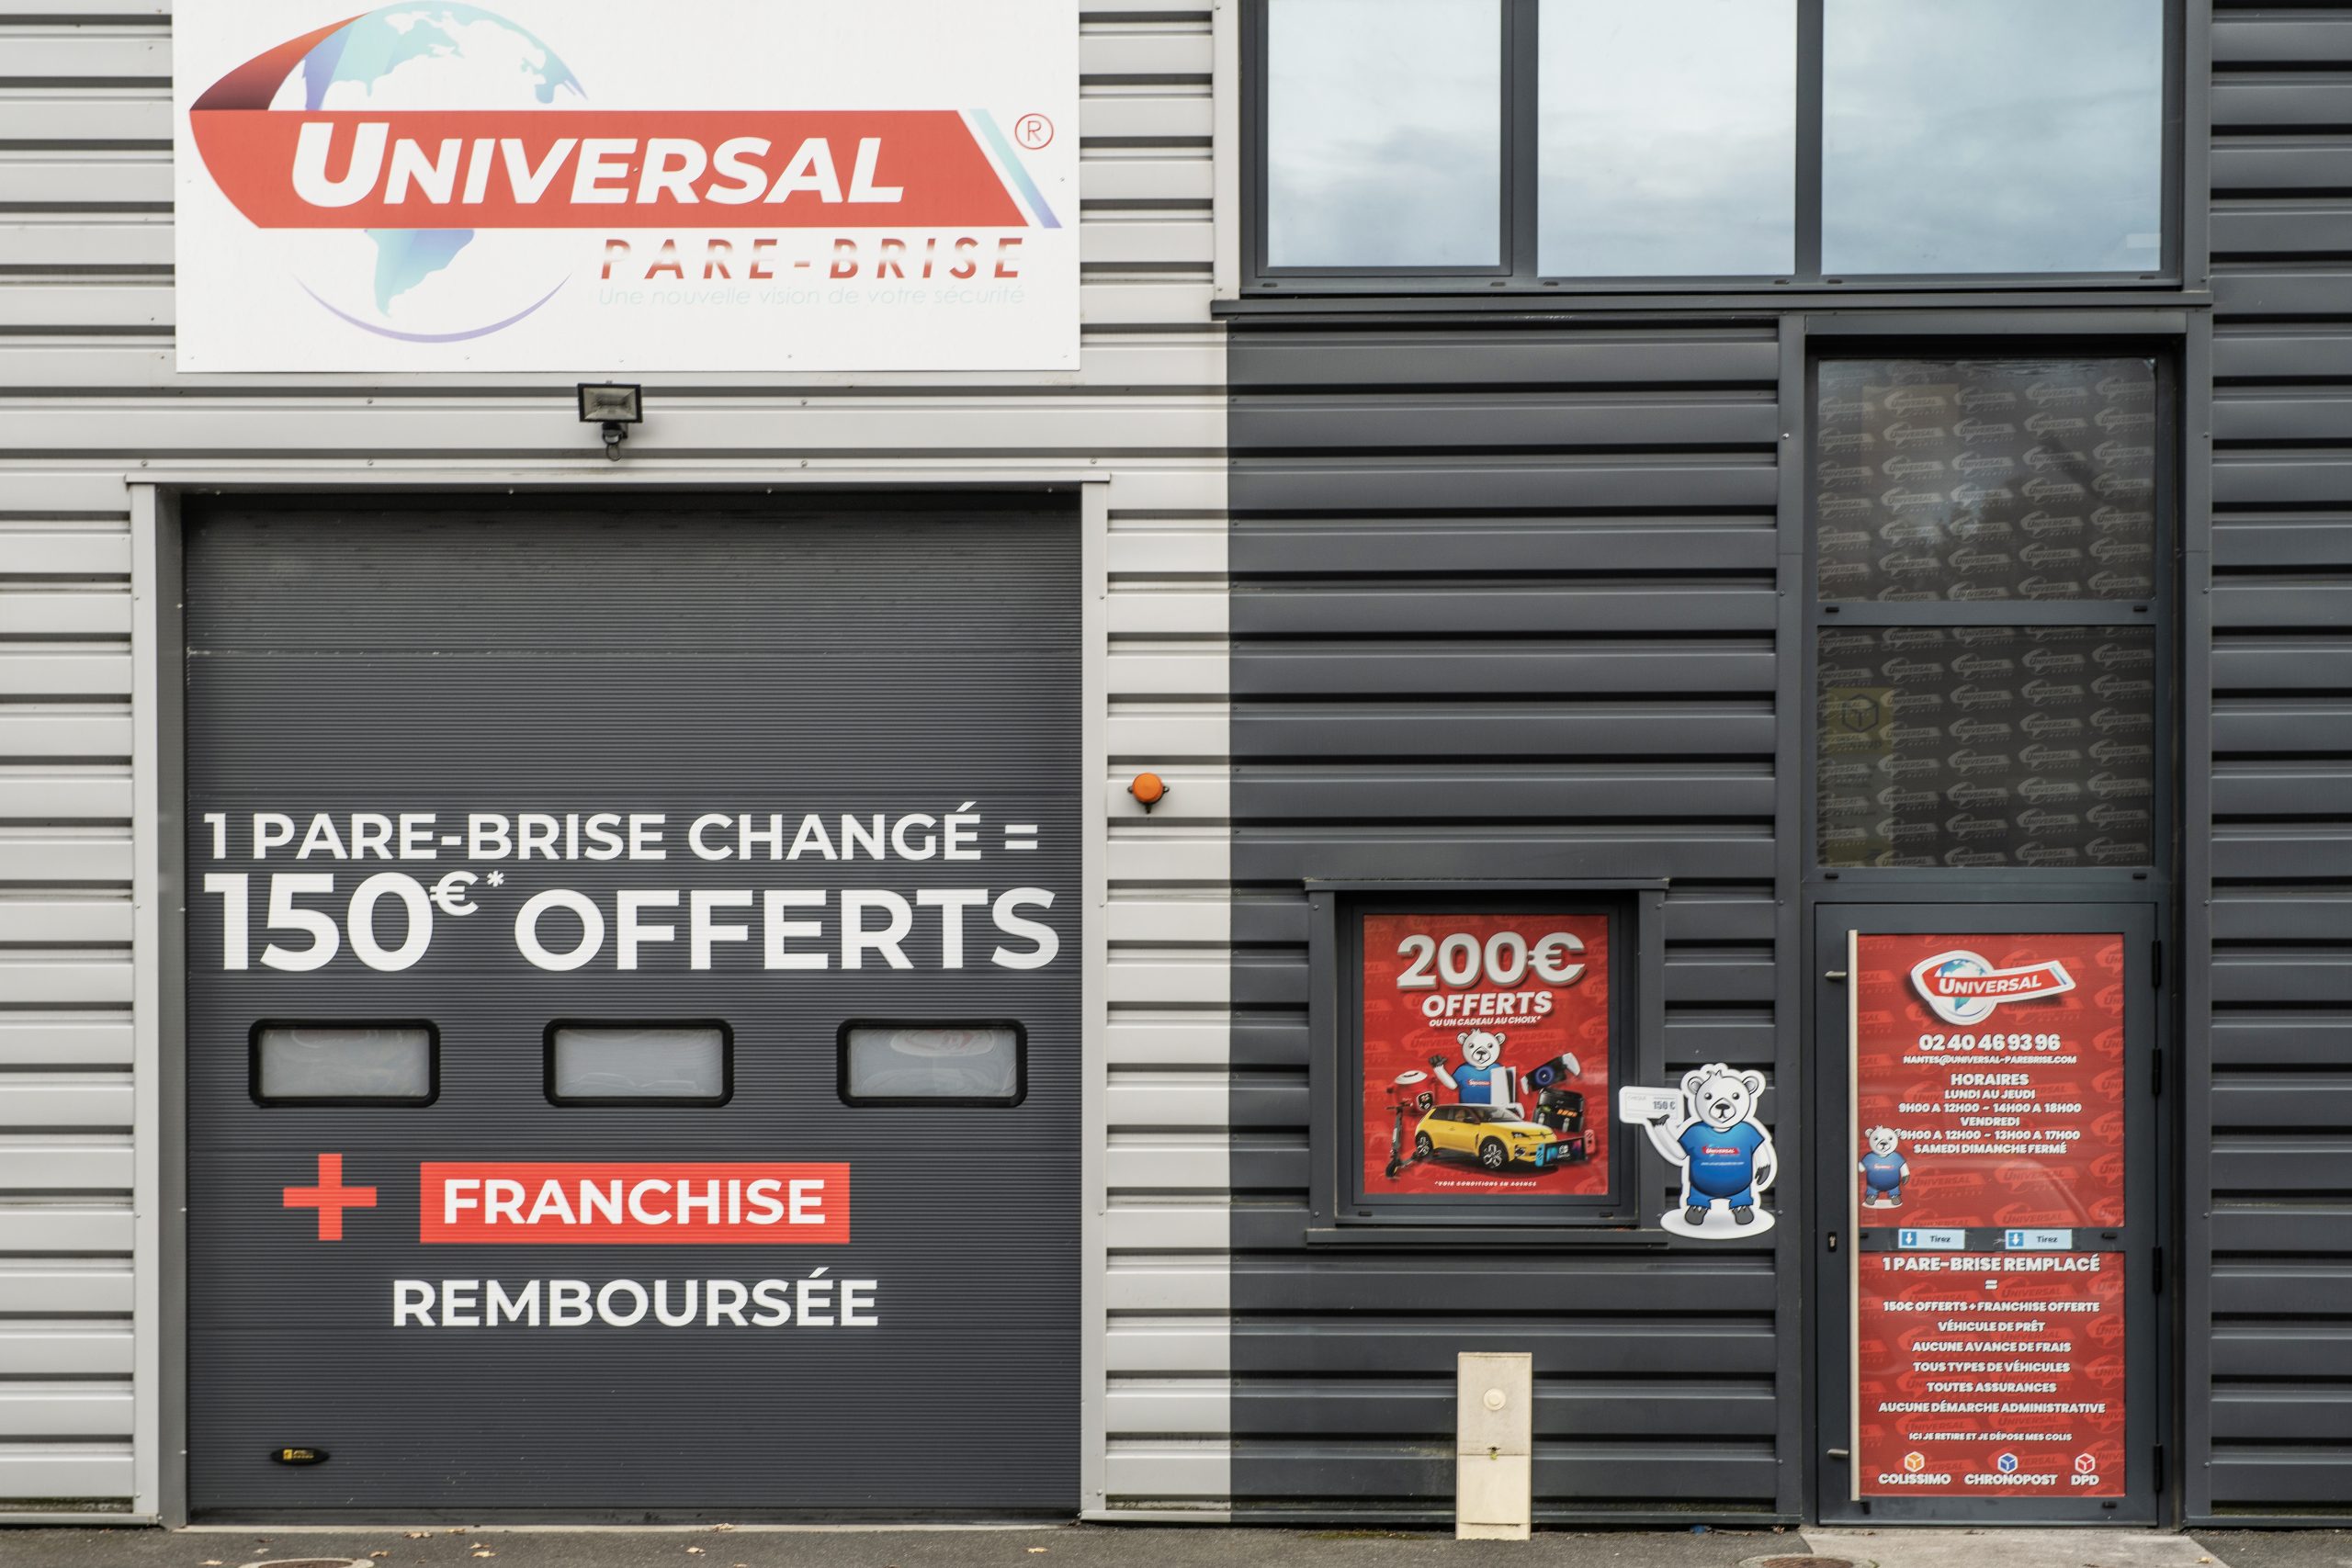 UNIVERSAL ®
PARE-BRISE
Une nouvelle vision de votre sécurité
1 PARE-BRISE CHANGÉ =
150€* OFFERTS
+ FRANCHISE
REMBOURSÉE
200€
OFFERTS
OU UN CADEAU AU CHOIX*
*VOIR CONDITIONS EN AGENCE
150 €
UNIVERSAL
UNIVERSAL
02 40 46 93 96
NANTES@UNIVERSAL-PAREBRISE.COM
HORAIRES
LUNDI AU JEUDI
9H00 A 12H00 - 14H00 A 18H00
VENDREDI
9H00 A 12H00 - 13H00 A 17H00
SAMEDI DIMANCHE FERMÉ
Tirez Tirez
1 PARE-BRISE REMPLACÉ
=
150€ OFFERTS + FRANCHISE OFFERTE
VÉHICULE DE PRÊT
AUCUNE AVANCE DE FRAIS
TOUS TYPES DE VÉHICULES
TOUTES ASSURANCES
AUCUNE DÉMARCHE ADMINISTRATIVE
ICI JE RETIRE ET JE DÉPOSE MES COLIS
COLISSIMO CHRONOPOST DPD